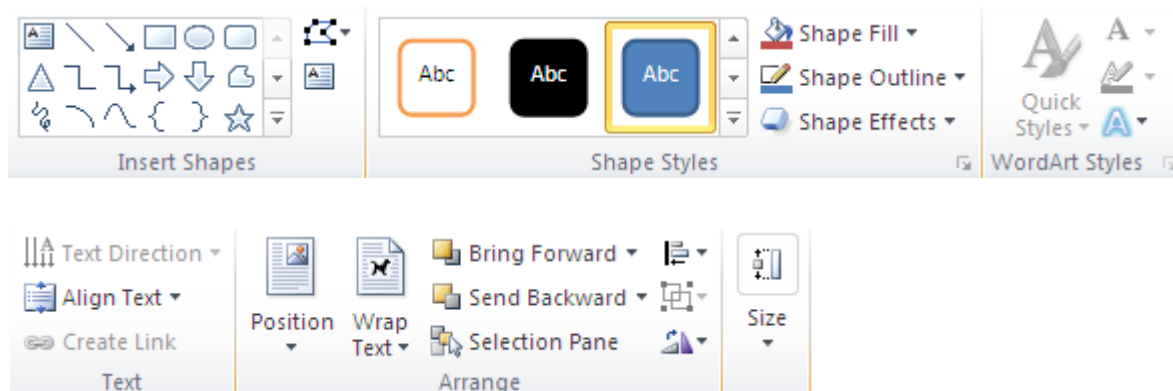 Abc Abc Abc
Shape Fill
Shape Outline
Shape Effects
A
A
Quick
Styles
A
Insert Shapes
Shape Styles
WordArt Styles
Text Direction
Align Text
Create Link
Text
Position
Wrap
Text
Bring Forward
Send Backward
Selection Pane
Arrange
Size